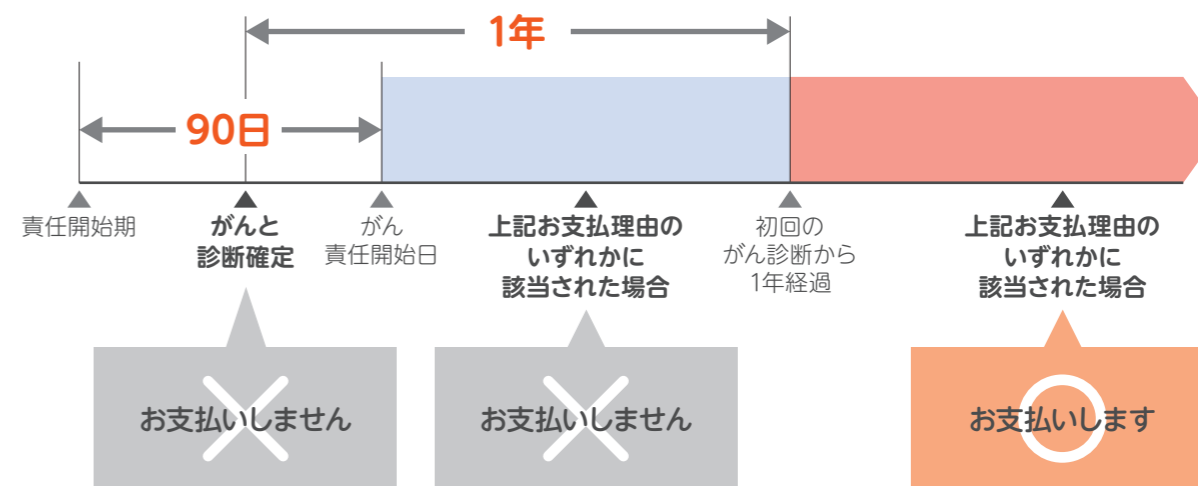 1年
90日
責任開始期
がんと
診断確定
がん
責任開始日
上記お支払理由の
いずれかに
該当された場合
初回の
がん診断から
1年経過
上記お支払理由の
いずれかに
該当された場合
お支払いしません
お支払いしません
お支払いします